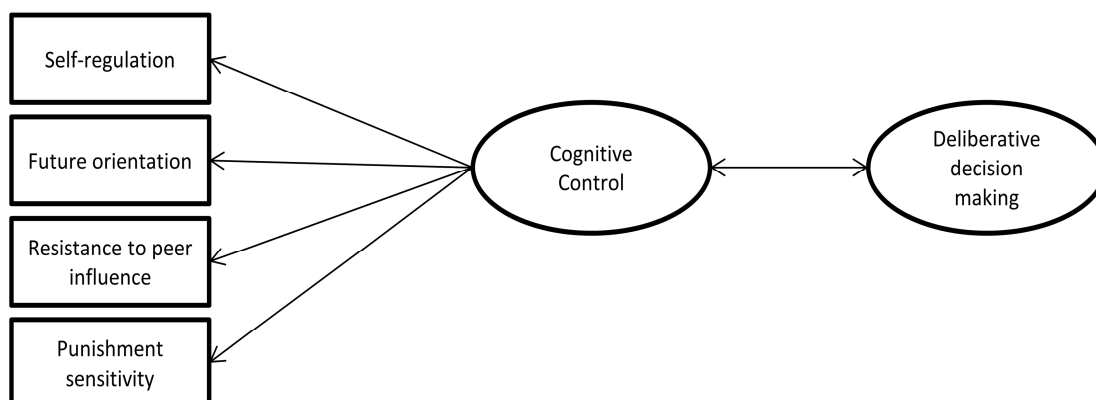 Self-regulation
Future orientation
Resistance to peer
influence
Punishment
sensitivity
Cognitive
Control
Deliberative
decision
making